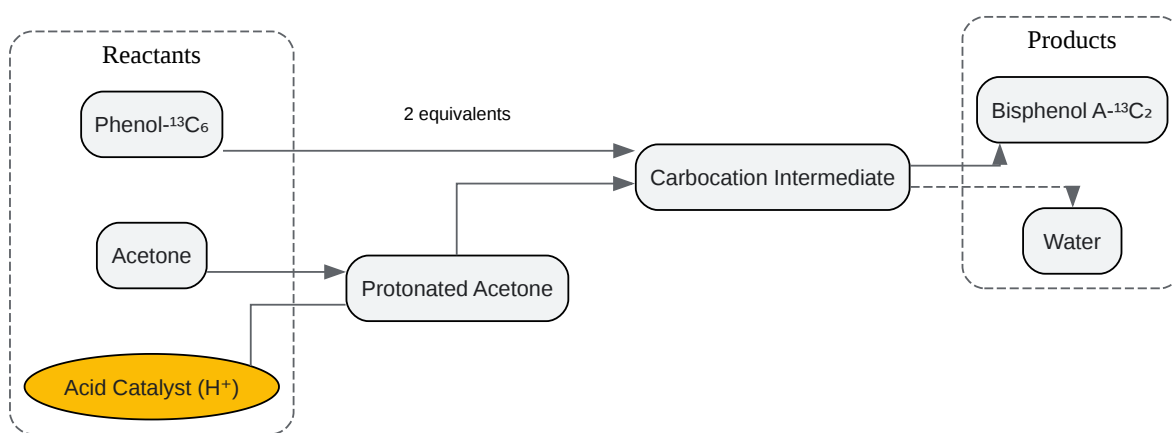 Reactants
Phenol-¹³C₆
Acetone
Acid Catalyst (H⁺)
2 equivalents
Protonated Acetone
Carbocation Intermediate
Products
Bisphenol A-¹³C₂
Water